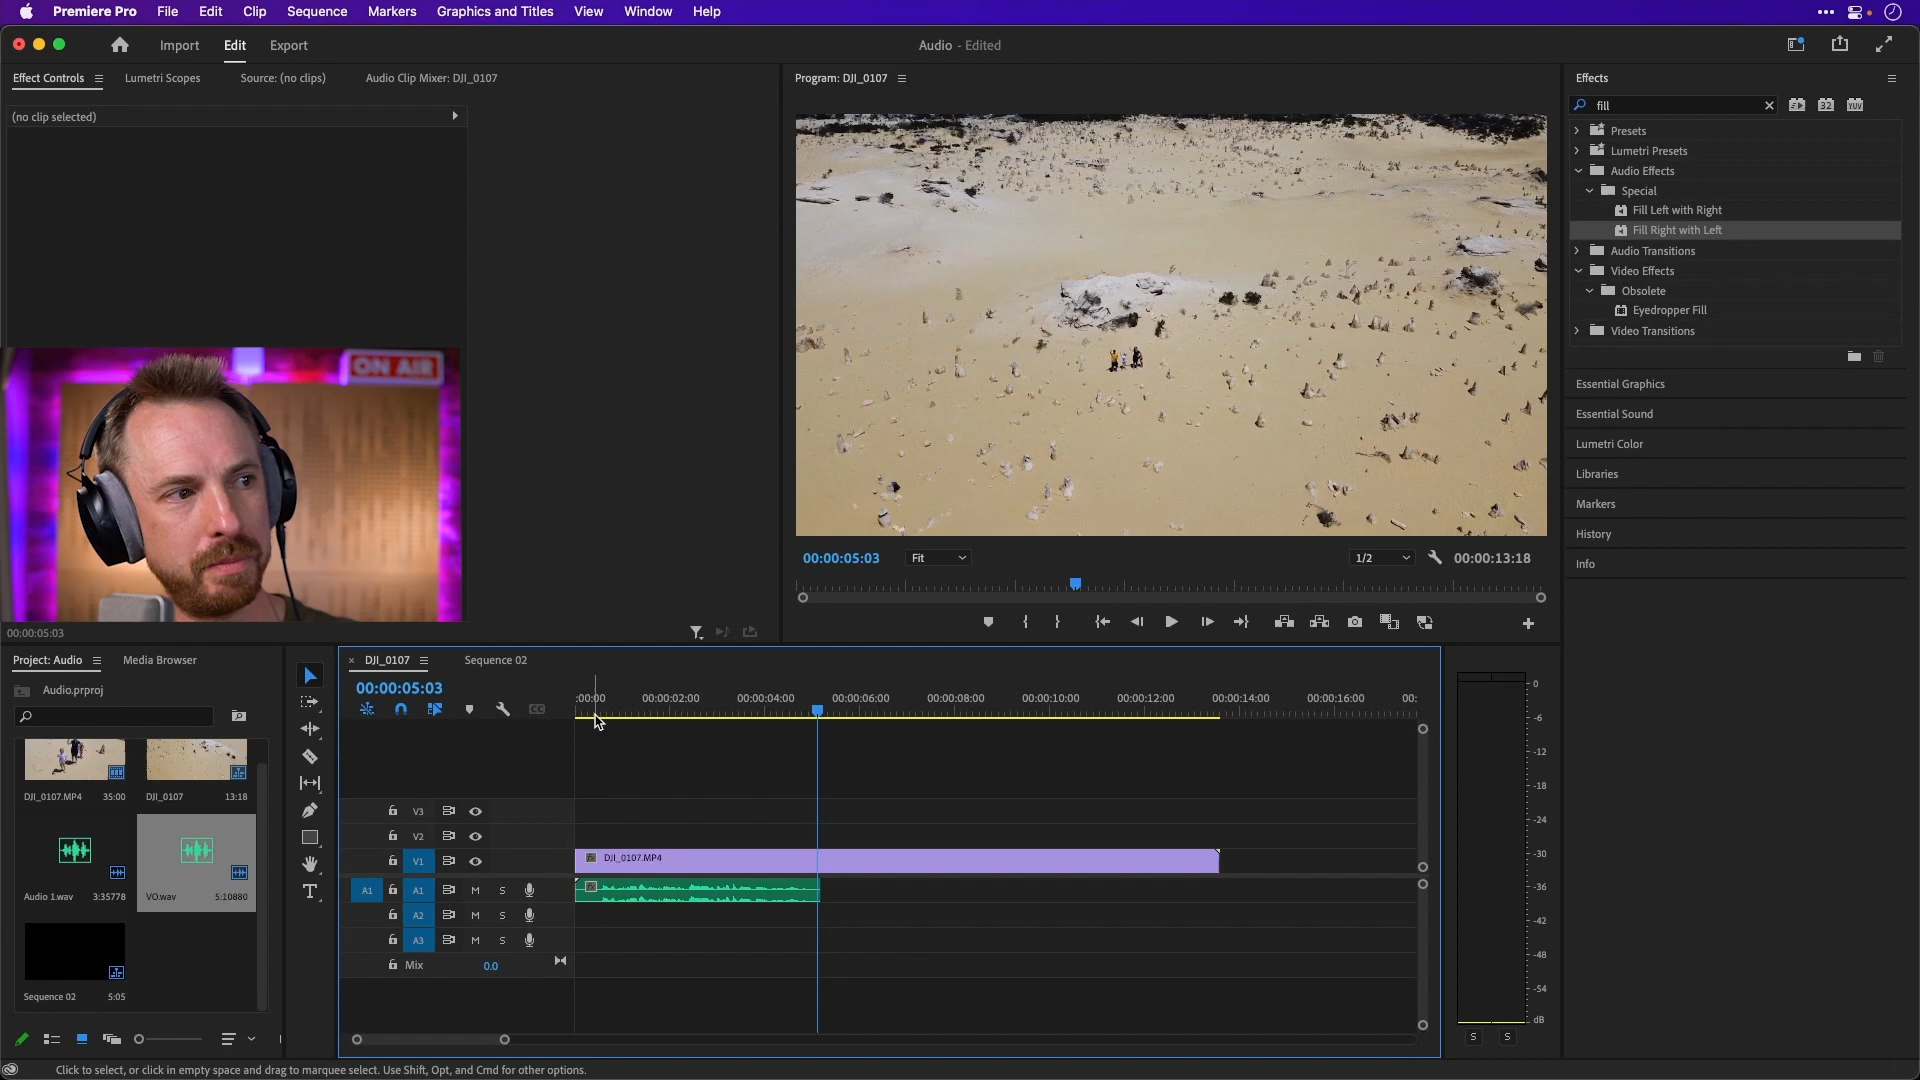 Premiere Pro File Edit Clip Sequence Markers Graphics and Titles View Window Help
Import Edit Export
Audio - Edited
Effect Controls Lumetri Scopes Source: (no clips) Audio Clip Mixer: DJI_0107
(no clip selected)
ON AIR
00:00:05:03
Program: DJI_0107
00:00:05:03 Fit 1/2 00:00:13:18
Effects
fill
32 YUV
Presets
Lumetri Presets
Audio Effects
Special
Fill Left with Right
Fill Right with Left
Audio Transitions
Video Effects
Obsolete
Eyedropper Fill
Video Transitions
Essential Graphics
Essential Sound
Lumetri Color
Libraries
Markers
History
Info
Project: Audio Media Browser
Audio.prproj
DJI_0107.MP4 35:00 DJI_0107 13:18
Audio 1.wav 3:35778 VO.wav 5:10880
Sequence 02 5:05
× DJI_0107 Sequence 02
00:00:05:03
CC
:00:00 00:00:02:00 00:00:04:00 00:00:06:00 00:00:08:00 00:00:10:00 00:00:12:00 00:00:14:00 00:00:16:00 00:
V3
V2
V1 fx DJI_0107.MP4
A1 A1 M S fx
A2 M S
A3 M S
Mix 0.0
0
-6
-12
-18
-24
-30
-36
-42
-48
-54
dB
S S
Click to select, or click in empty space and drag to marquee select. Use Shift, Opt, and Cmd for other options.